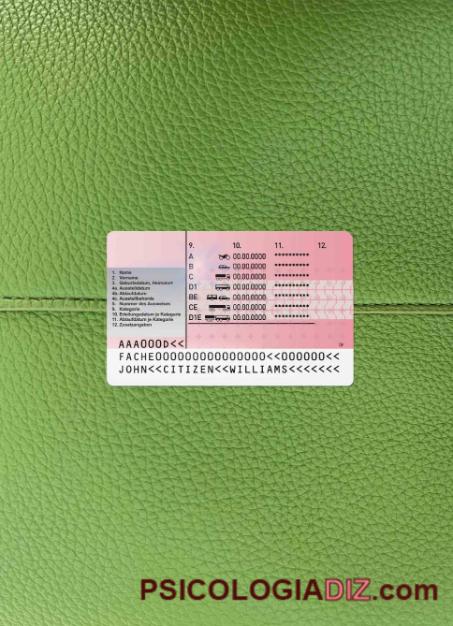 9. 10. 11. 12.
A 00.00.0000 **********
B 00.00.0000 **********
C 00.00.0000 **********
D1 00.00.0000 **********
BE 00.00.0000 **********
CE 00.00.0000 **********
D1E 00.00.0000 **********
1. Name
2. Vorname
3. Geburtsdatum, Heimatort
4a. Ausstelldatum
4b. Ablaufdatum
4c. Ausstellbehörde
5. Nummer des Ausweises
9. Kategorie
10. Erteilungsdatum je Kategorie
11. Ablaufdatum je Kategorie
12. Zusatzangaben
AAA000D<<
FACHE000000000000000<<000000<<
JOHN<<CITIZEN<<WILLIAMS<<<<<<<
PSICOLOGIADIZ.com